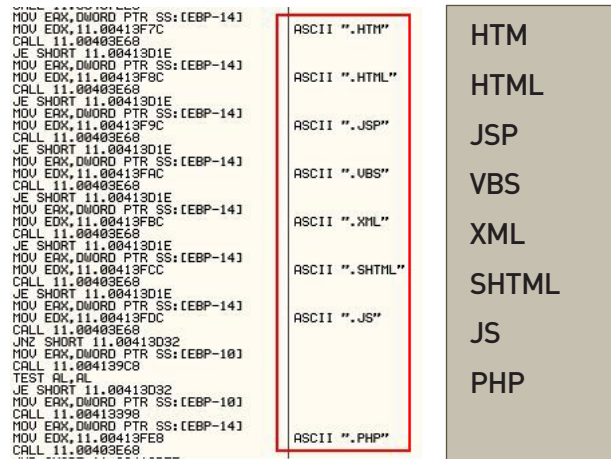 MOV EAX,DWORD PTR SS:[EBP-14]
MOV EDX,11.00413F7C ASCII ".HTM"
CALL 11.00403E68
JE SHORT 11.00413D1E
MOV EAX,DWORD PTR SS:[EBP-14]
MOV EDX,11.00413F8C ASCII ".HTML"
CALL 11.00403E68
JE SHORT 11.00413D1E
MOV EAX,DWORD PTR SS:[EBP-14]
MOV EDX,11.00413F9C ASCII ".JSP"
CALL 11.00403E68
JE SHORT 11.00413D1E
MOV EAX,DWORD PTR SS:[EBP-14]
MOV EDX,11.00413FAC ASCII ".VBS"
CALL 11.00403E68
JE SHORT 11.00413D1E
MOV EAX,DWORD PTR SS:[EBP-14]
MOV EDX,11.00413FBC ASCII ".XML"
CALL 11.00403E68
JE SHORT 11.00413D1E
MOV EAX,DWORD PTR SS:[EBP-14]
MOV EDX,11.00413FCC ASCII ".SHTML"
CALL 11.00403E68
JE SHORT 11.00413D1E
MOV EAX,DWORD PTR SS:[EBP-14]
MOV EDX,11.00413FDC ASCII ".JS"
CALL 11.00403E68
JNZ SHORT 11.00413D32
MOV EAX,DWORD PTR SS:[EBP-10]
CALL 11.004139C8
TEST AL,AL
JE SHORT 11.00413D32
MOV EAX,DWORD PTR SS:[EBP-10]
CALL 11.00413398
MOV EAX,DWORD PTR SS:[EBP-14]
MOV EDX,11.00413FE8 ASCII ".PHP"
CALL 11.00403E68
HTM
HTML
JSP
VBS
XML
SHTML
JS
PHP